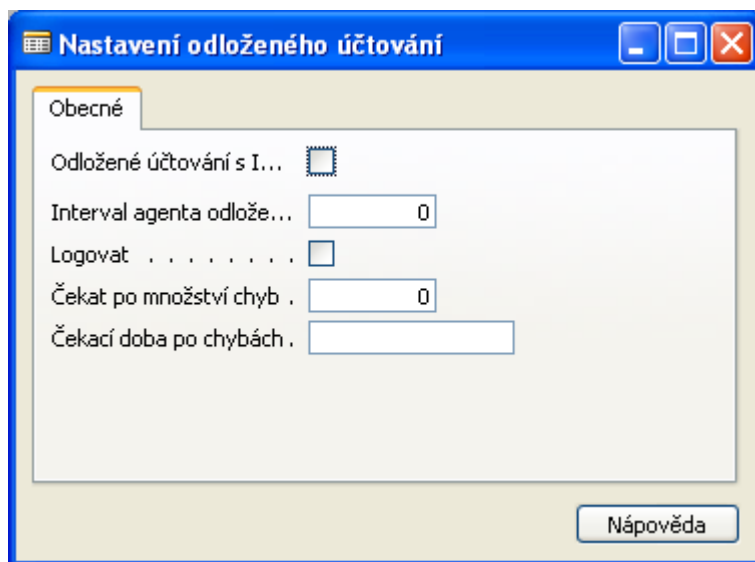 Nastavení odloženého účtování
Obecné
Odložené účtování s I...
Interval agenta odlože... 0
Logovat . . . . . . . .
Čekat po množství chyb . 0
Čekací doba po chybách .
Nápověda